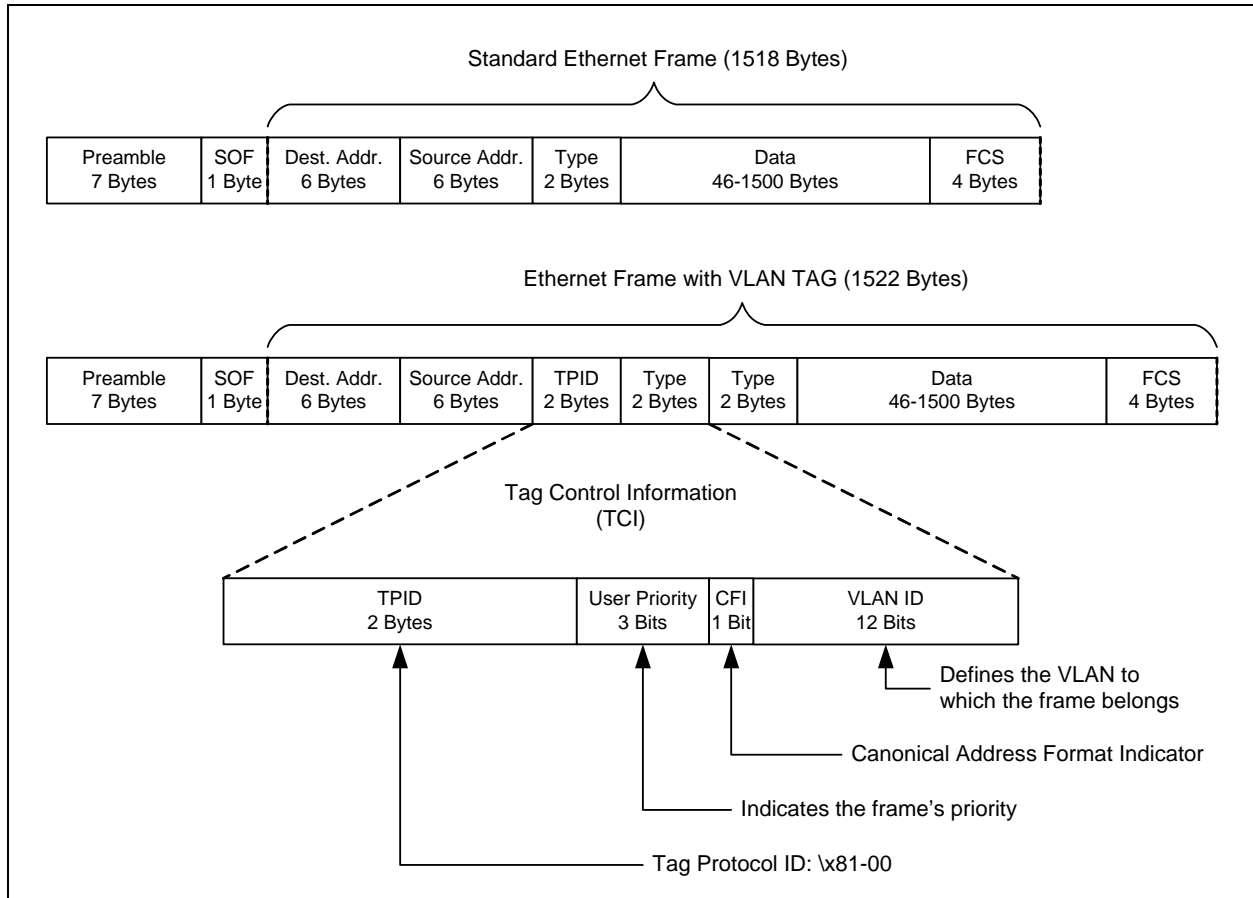 Standard Ethernet Frame (1518 Bytes)
Preamble
7 Bytes
SOF
1 Byte
Dest. Addr.
6 Bytes
Source Addr.
6 Bytes
Type
2 Bytes
Data
46-1500 Bytes
FCS
4 Bytes
Ethernet Frame with VLAN TAG (1522 Bytes)
Preamble
7 Bytes
SOF
1 Byte
Dest. Addr.
6 Bytes
Source Addr.
6 Bytes
TPID
2 Bytes
Type
2 Bytes
Type
2 Bytes
Data
46-1500 Bytes
FCS
4 Bytes
Tag Control Information
(TCI)
TPID
2 Bytes
User Priority
3 Bits
CFI
1 Bit
VLAN ID
12 Bits
Defines the VLAN to
which the frame belongs
Canonical Address Format Indicator
Indicates the frame's priority
Tag Protocol ID: \x81-00